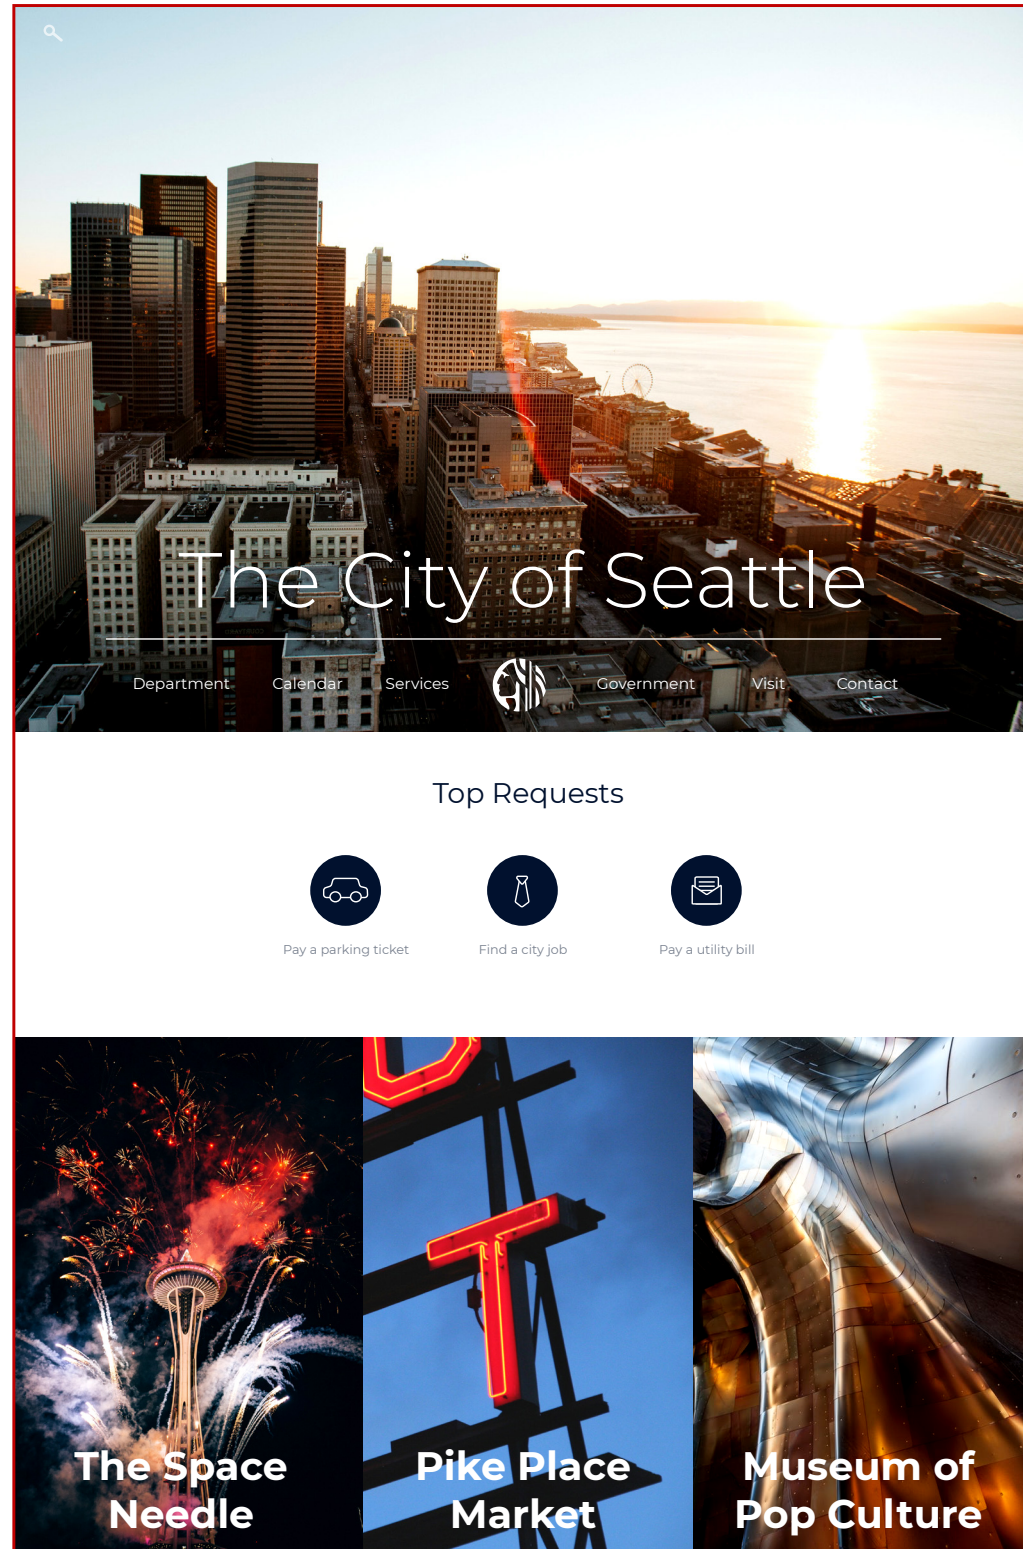 The City of Seattle
Department Calendar Services Government Visit Contact
Top Requests
Pay a parking ticket Find a city job Pay a utility bill
T
The Space
Needle
Pike Place
Market
Museum of
Pop Culture